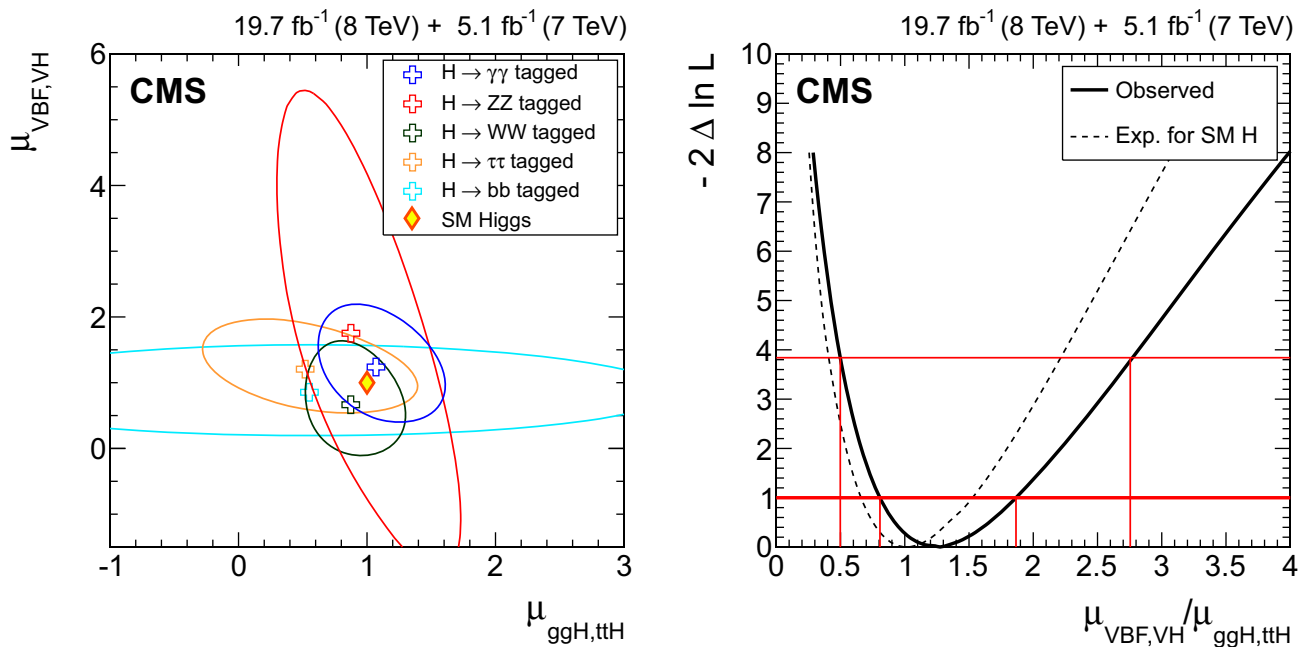 19.7 fb⁻¹ (8 TeV) + 5.1 fb⁻¹ (7 TeV)
CMS
H → γγ tagged
H → ZZ tagged
H → WW tagged
H → ττ tagged
H → bb tagged
SM Higgs
μVBF,VH
6
4
2
0
-1 0 1 2 3
μggH,ttH
19.7 fb⁻¹ (8 TeV) + 5.1 fb⁻¹ (7 TeV)
CMS
Observed
Exp. for SM H
- 2 Δ ln L
10
9
8
7
6
5
4
3
2
1
0
0 0.5 1 1.5 2 2.5 3 3.5 4
μVBF,VH/μggH,ttH